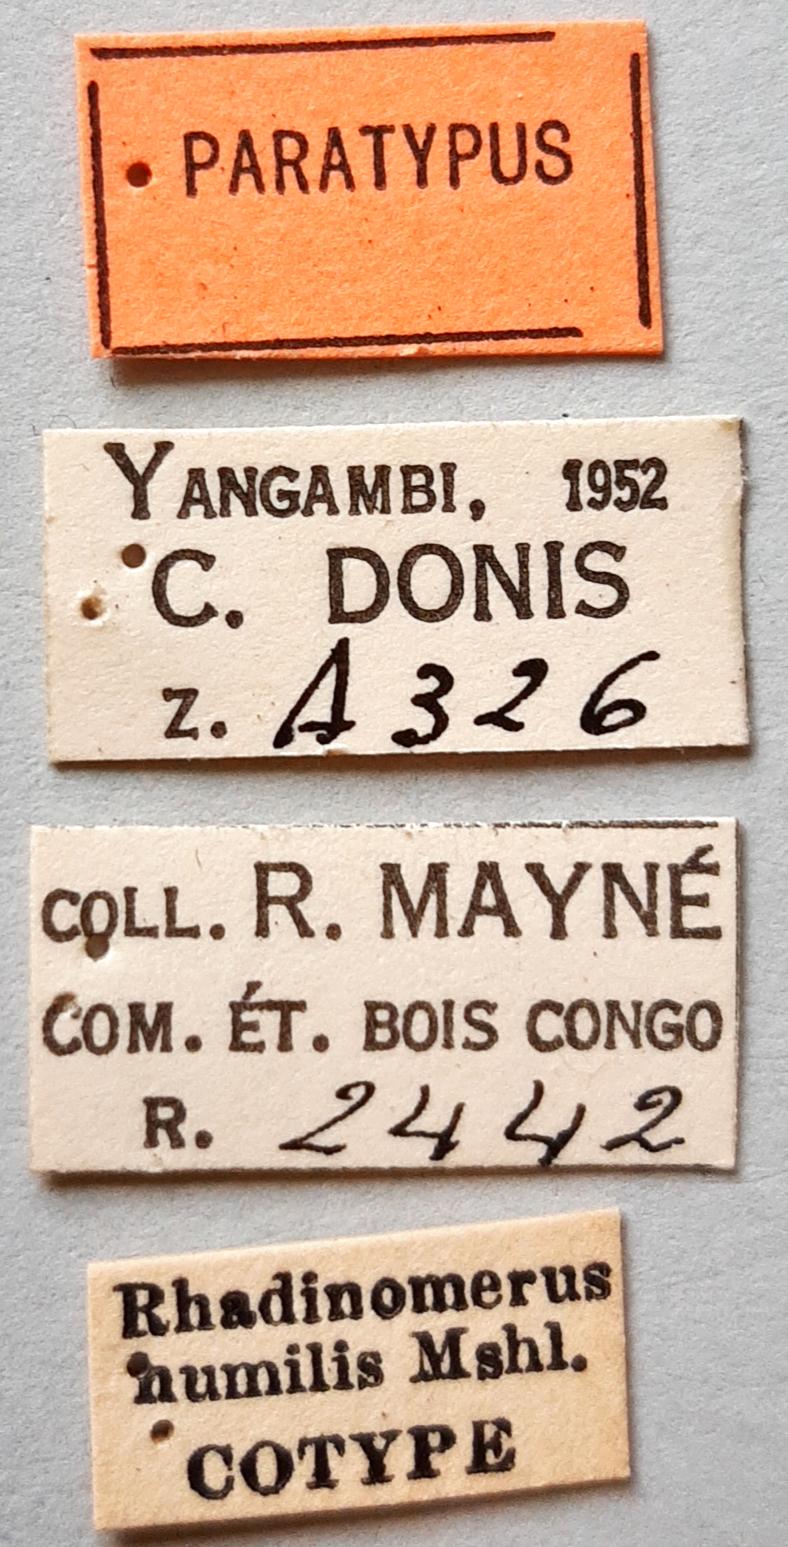 PARATYPUS
YANGAMBI, 1952
C. DONIS
Z. A326
COLL. R. MAYNÉ
COM. ÉT. BOIS CONGO
R. 2442
Rhadinomerus
humilis Mshl.
COTYPE